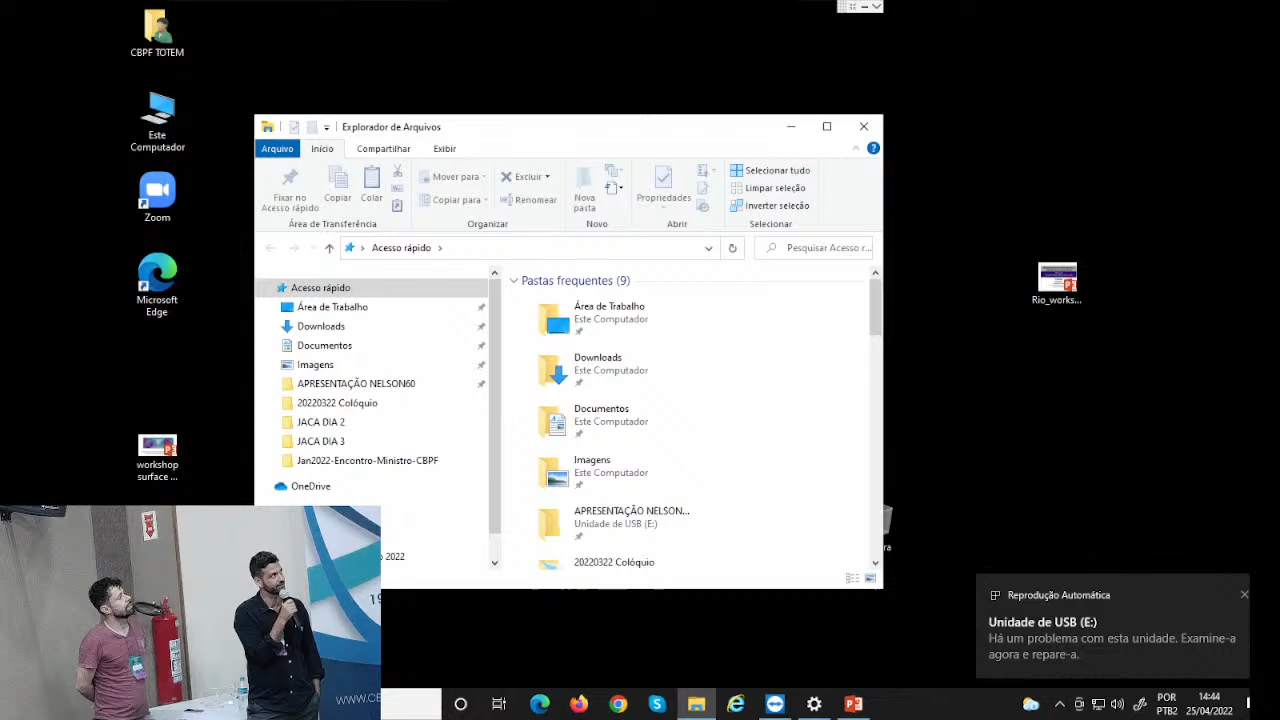 CBPF TOTEM
Este
Computador
Zoom
Microsoft
Edge
workshop
surface ...
Explorador de Arquivos
Arquivo
Início
Compartilhar
Exibir
Fixar no
Acesso rápido
Copiar
Colar
Mover para
Copiar para
Excluir
Renomear
Nova
pasta
Propriedades
Selecionar tudo
Limpar seleção
Inverter seleção
Área de Transferência
Organizar
Novo
Abrir
Selecionar
Acesso rápido
Pesquisar Acesso r...
Acesso rápido
Área de Trabalho
Downloads
Documentos
Imagens
APRESENTAÇÃO NELSON60
20220322 Colóquio
JACA DIA 2
JACA DIA 3
Jan2022-Encontro-Ministro-CBPF
OneDrive
2022
Pastas frequentes (9)
Área de Trabalho
Este Computador
Downloads
Este Computador
Documentos
Este Computador
Imagens
Este Computador
APRESENTAÇÃO NELSON...
Unidade de USB (E:)
20220322 Colóquio
Rio_works...
ra
Reprodução Automática
Unidade de USB (E:)
Há um problema com esta unidade. Examine-a
agora e repare-a.
19
WWW.CB
POR
PTB2
14:44
25/04/2022